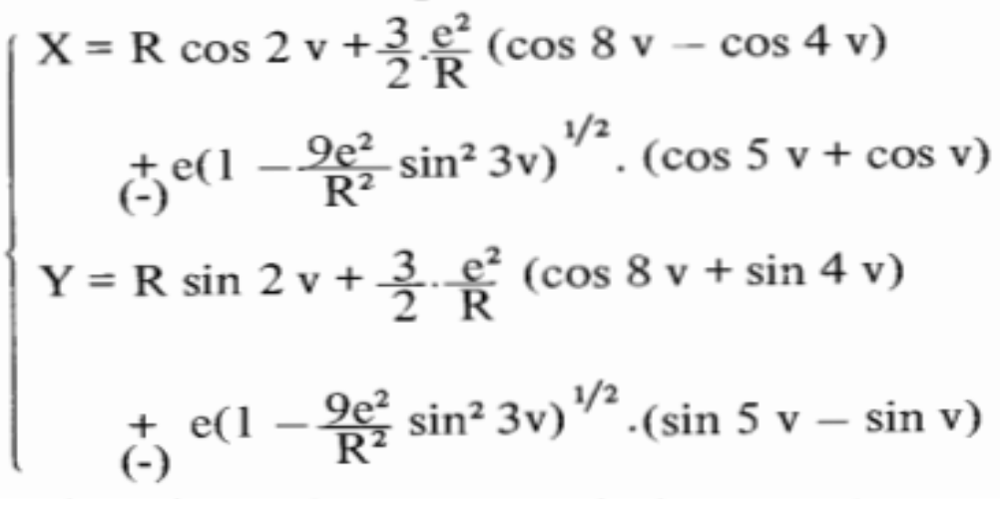 X = R cos 2 v + 3/2 · e²/R (cos 8 v − cos 4 v)
+(-) e(1 − 9e²/R² sin² 3v)^1/2 . (cos 5 v + cos v)
Y = R sin 2 v + 3/2 · e²/R (cos 8 v + sin 4 v)
+(-) e(1 − 9e²/R² sin² 3v)^1/2 .(sin 5 v − sin v)